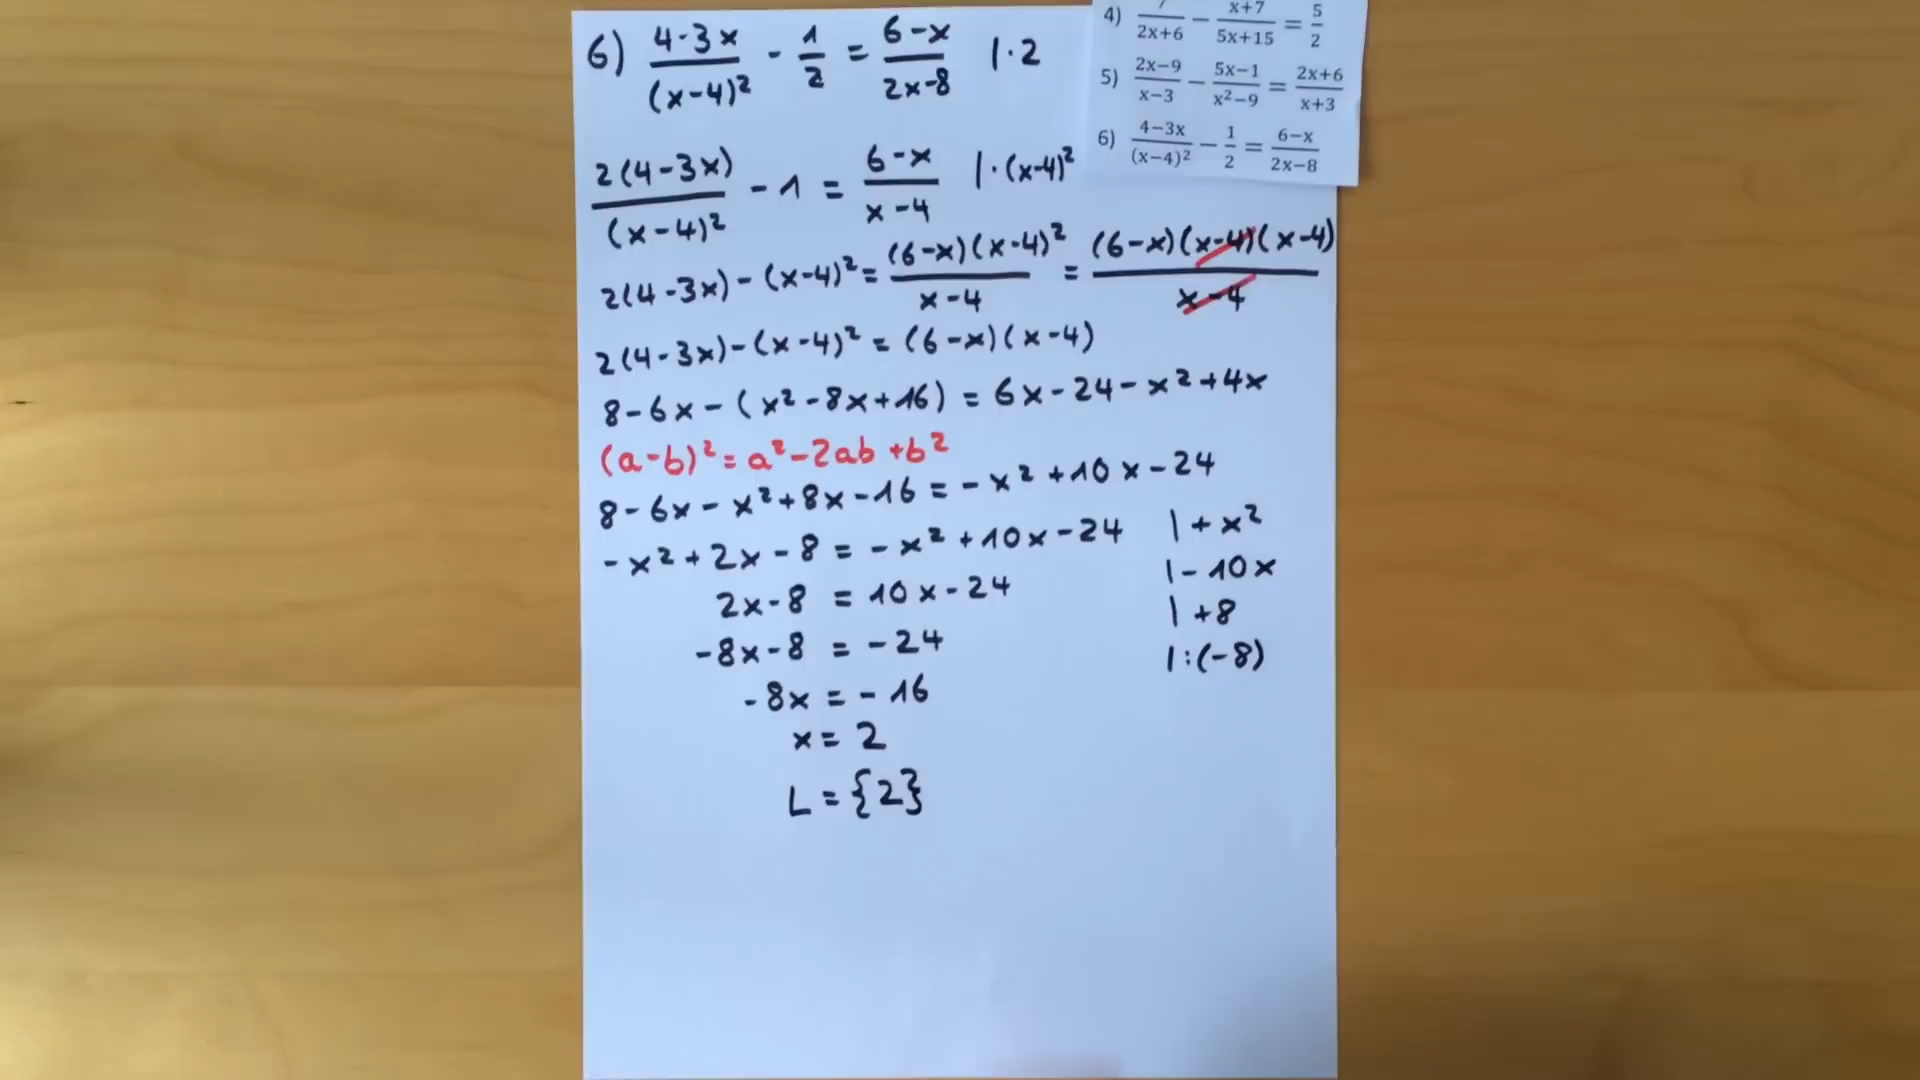 6) (4-3x)/(x-4)² - 1/2 = (6-x)/(2x-8) |·2
2(4-3x)/(x-4)² - 1 = (6-x)/(x-4) |·(x-4)²
2(4-3x)-(x-4)² = (6-x)(x-4)²/(x-4) = (6-x)(x-4)(x-4)/(x-4)
2(4-3x)-(x-4)² = (6-x)(x-4)
8-6x-(x²-8x+16) = 6x-24-x²+4x
(a-b)² = a²-2ab+b²
8-6x-x²+8x-16 = -x²+10x-24
-x²+2x-8 = -x²+10x-24 |+x²
2x-8 = 10x-24 |-10x
-8x-8 = -24 |+8
-8x = -16 |:(-8)
x = 2
L = {2}
4) 7/(2x+6) − (x+7)/(5x+15) = 5/2
5) (2x−9)/(x−3) − (5x−1)/(x²−9) = (2x+6)/(x+3)
6) (4−3x)/(x−4)² − 1/2 = (6−x)/(2x−8)